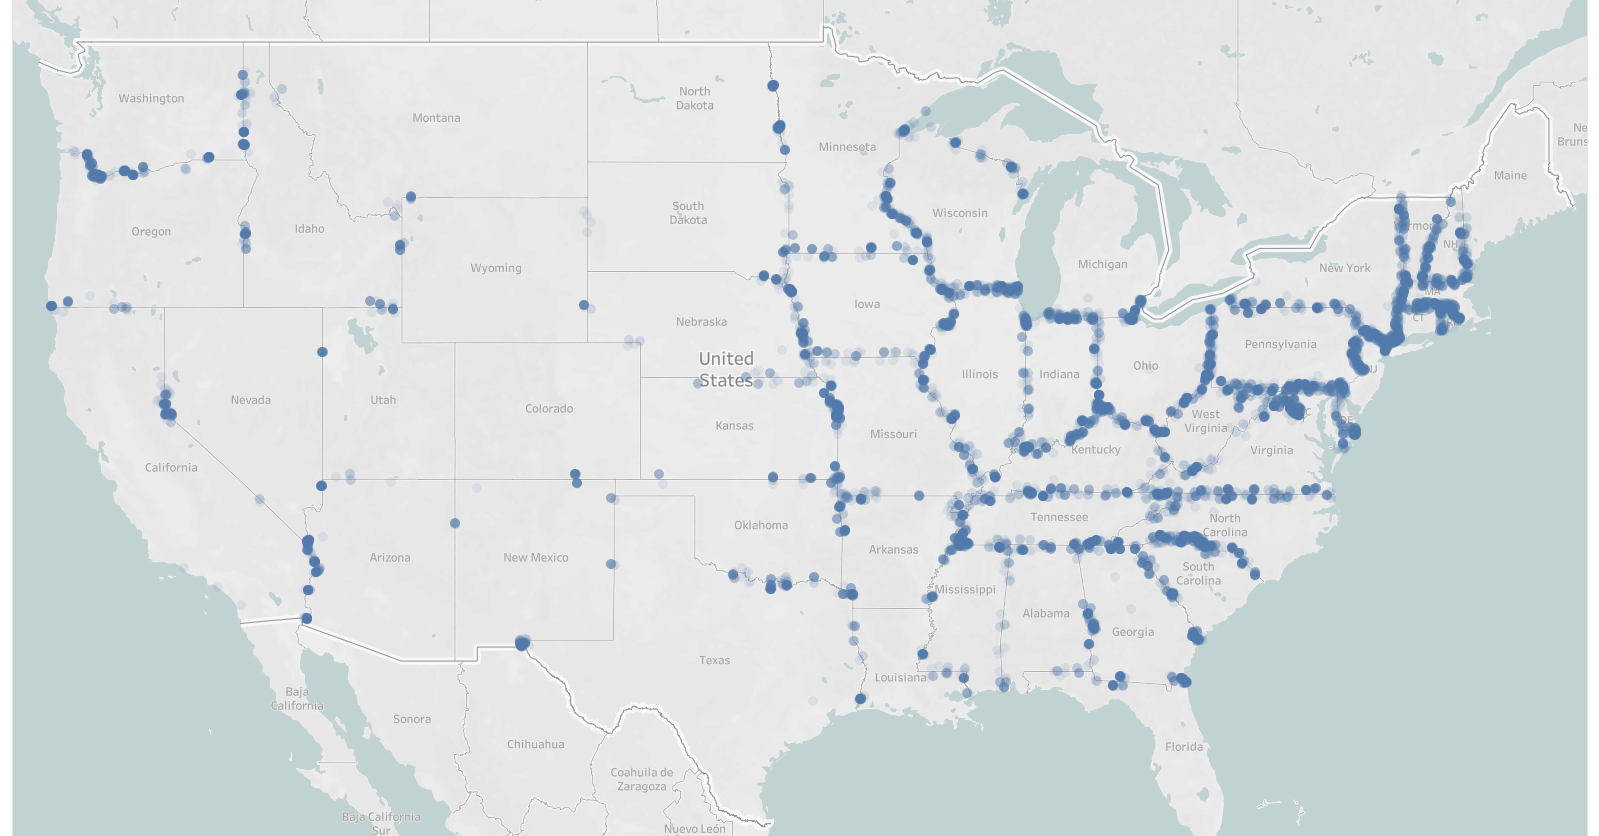 Washington
Montana
North
Dakota
Minnesota
Ne
Bruns
Maine
Oregon
Idaho
South
Dakota
Wisconsin
Vermont
NH
Wyoming
Michigan
New York
MA
CT
Iowa
Nebraska
United
States
Illinois
Indiana
Ohio
Pennsylvania
NJ
Nevada
Utah
Colorado
Kansas
Missouri
West
Virginia
DE
Kentucky
Virginia
California
Arizona
New Mexico
Oklahoma
Arkansas
Tennessee
North
Carolina
South
Carolina
Mississippi
Alabama
Georgia
Texas
Louisiana
Baja
California
Sonora
Chihuahua
Florida
Coahuila de
Zaragoza
Baja California
Sur
Nuevo León